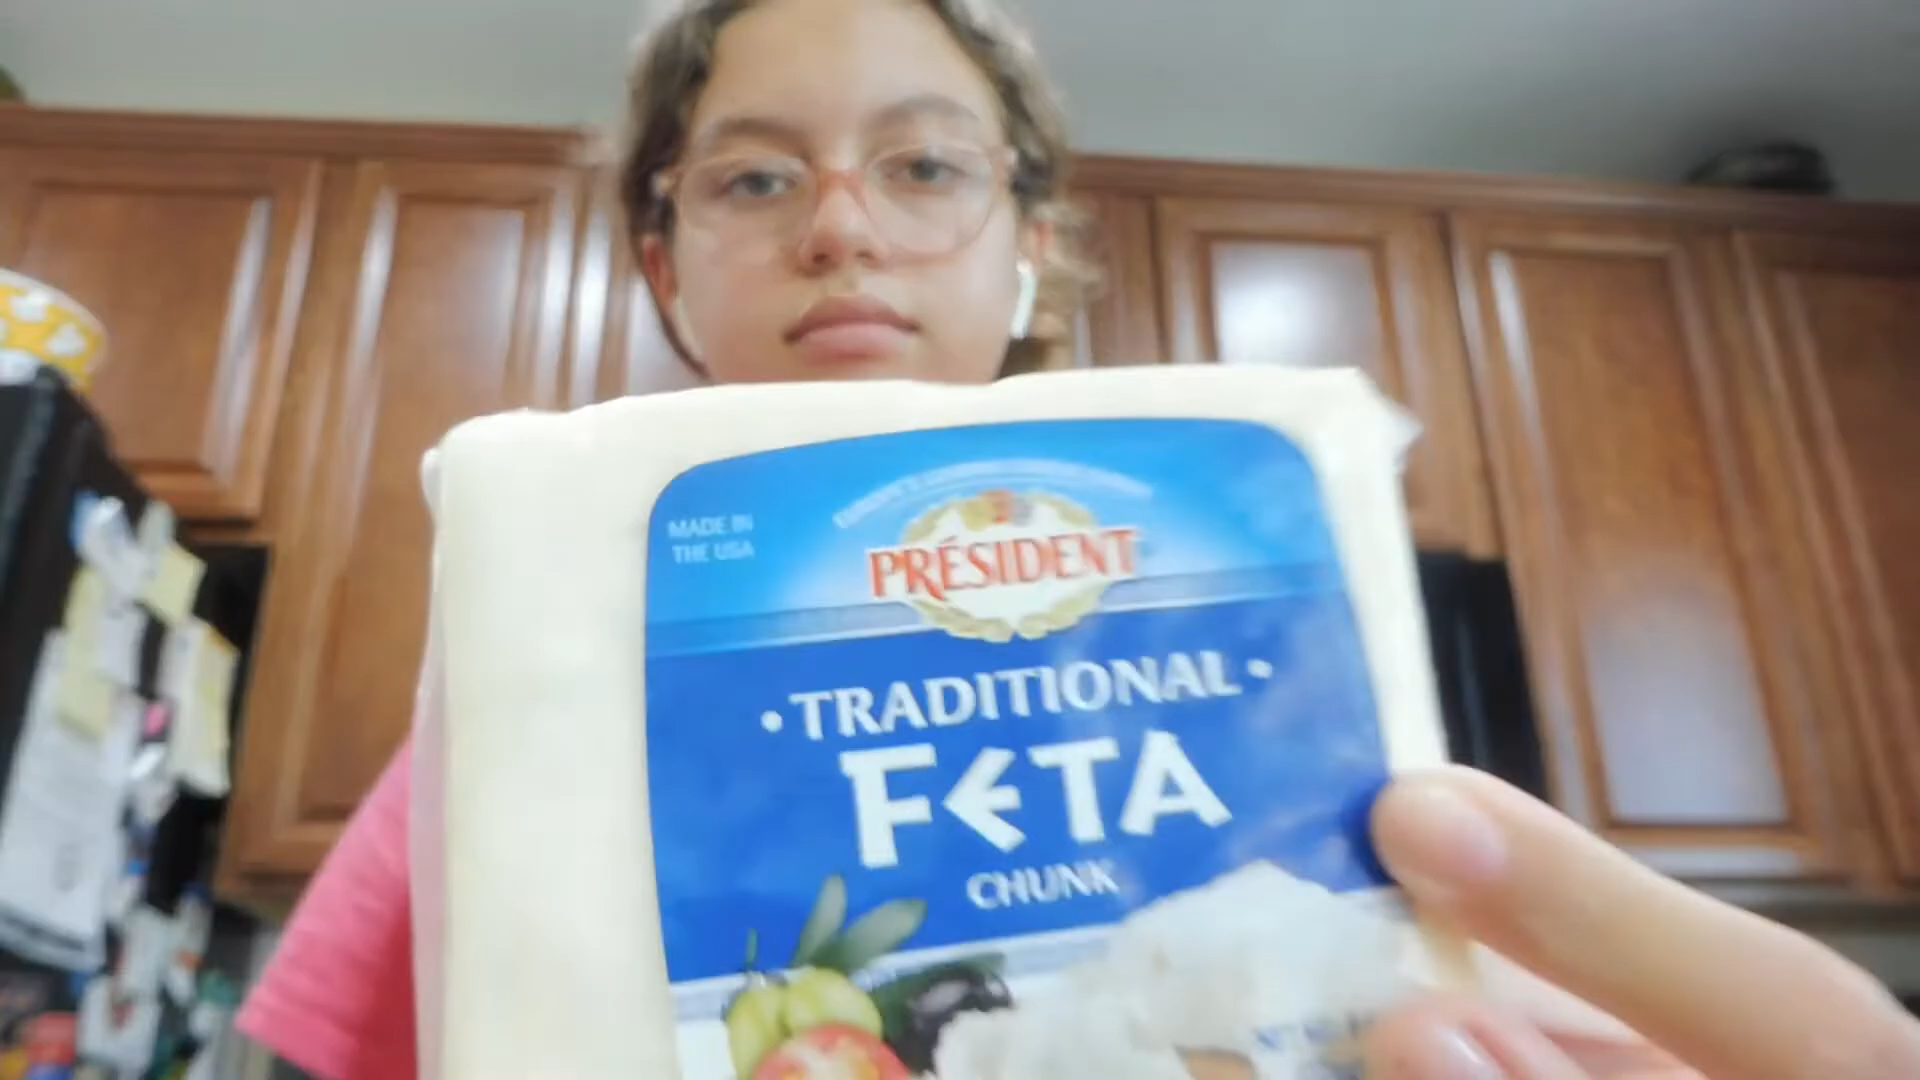 MADE IN
THE USA
PRÉSIDENT
• TRADITIONAL •
FETA
CHUNK